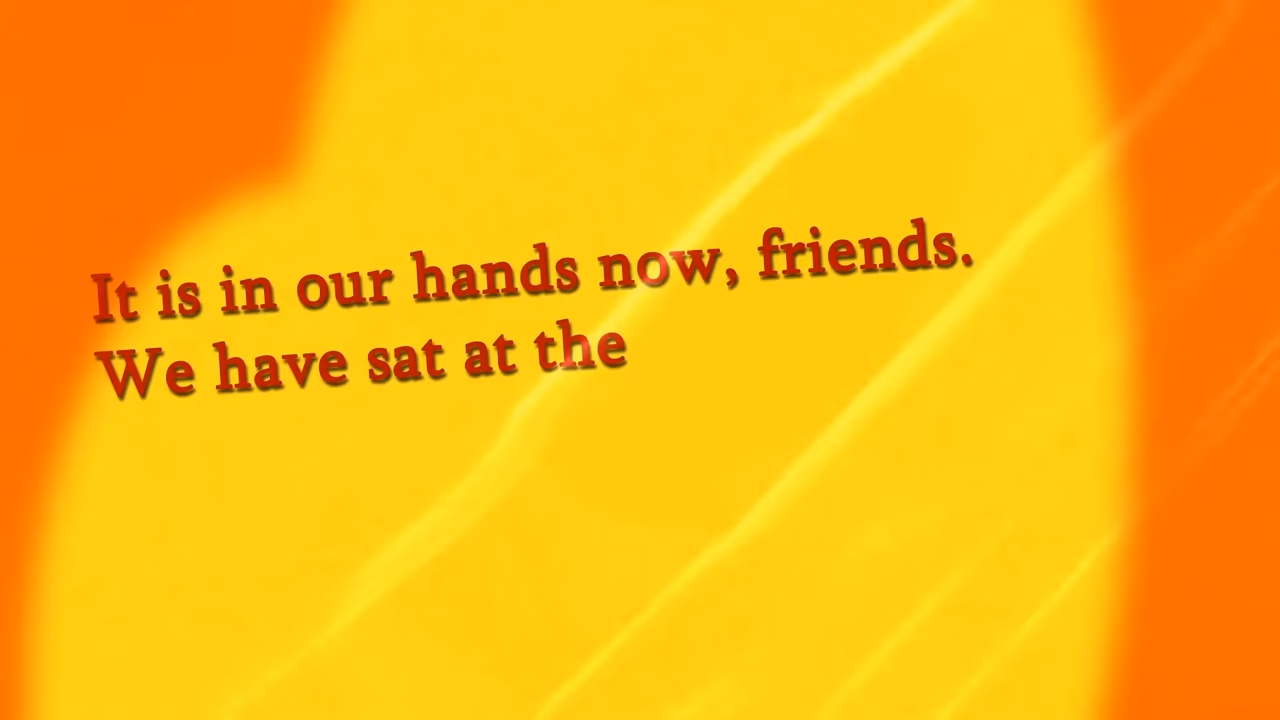 It is in our hands now, friends.
We have sat at the